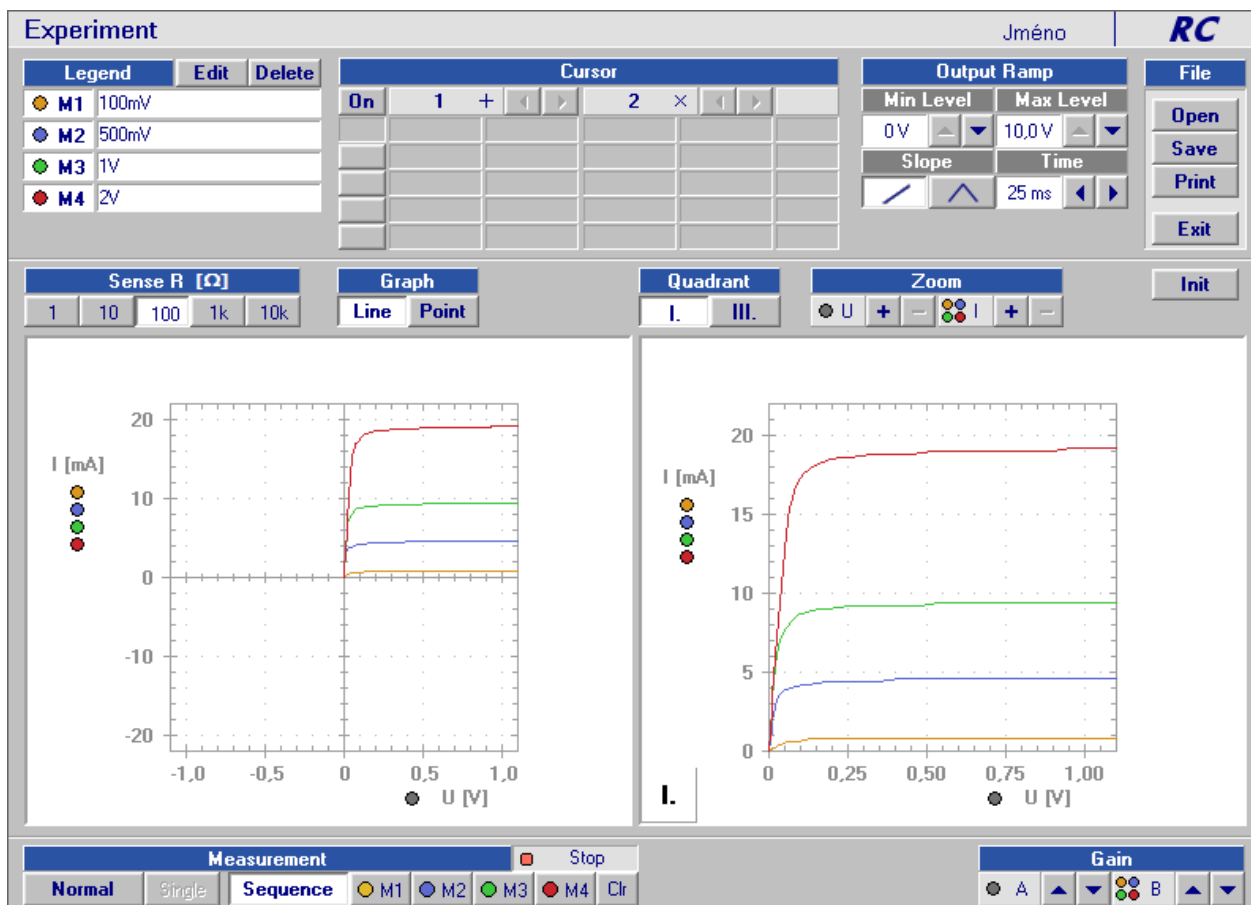 Experiment Jméno RC
Legend Edit Delete Cursor Output Ramp File
M1 100mV On 1 + 2 × Min Level Max Level Open
M2 500mV 0V 10,0V Save
M3 1V Slope Time Print
M4 2V 25 ms
Exit
Sense R [Ω] Graph Quadrant Zoom Init
1 10 100 1k 10k Line Point I. III. U + − I + −
20
I [mA]
10
0
-10
-20
-1,0 -0,5 0 0,5 1,0
U [V]
20
I [mA]
15
10
5
0
0 0,25 0,50 0,75 1,00
I. U [V]
Measurement Stop Gain
Normal Single Sequence M1 M2 M3 M4 Clr A B